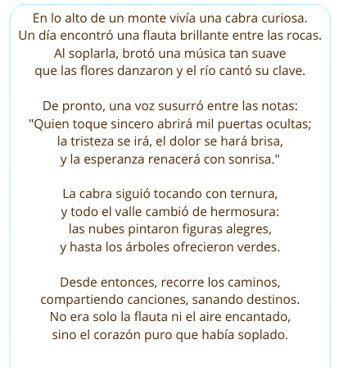 En lo alto de un monte vivía una cabra curiosa.
Un día encontró una flauta brillante entre las rocas.
Al soplarla, brotó una música tan suave
que las flores danzaron y el río cantó su clave.

De pronto, una voz susurró entre las notas:
"Quien toque sincero abrirá mil puertas ocultas;
la tristeza se irá, el dolor se hará brisa,
y la esperanza renacerá con sonrisa."

La cabra siguió tocando con ternura,
y todo el valle cambió de hermosura:
las nubes pintaron figuras alegres,
y hasta los árboles ofrecieron verdes.

Desde entonces, recorre los caminos,
compartiendo canciones, sanando destinos.
No era solo la flauta ni el aire encantado,
sino el corazón puro que había soplado.